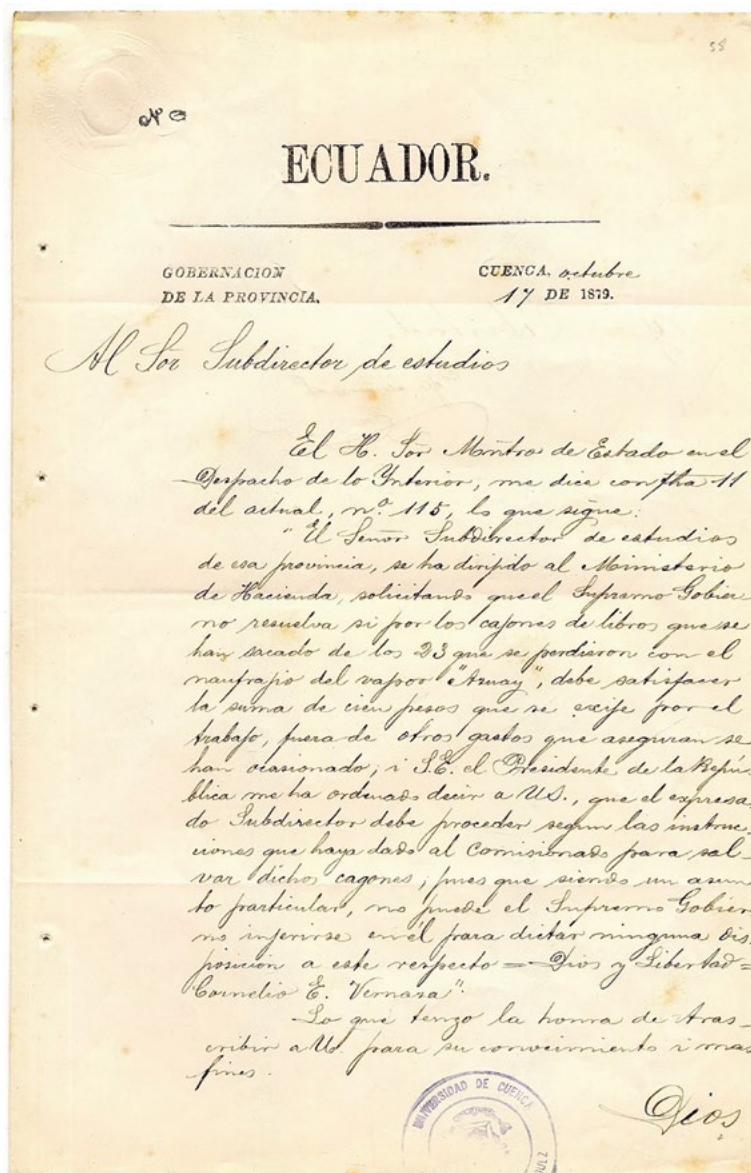 58
Nº
ECUADOR.
GOBERNACION
DE LA PROVINCIA.
CUENCA, octubre
17 DE 1879.
Al Sor Subdirector de estudios
El H. Sor Mntro de Estado en el
Despacho de lo Ynterior, me dice con fha 11
del actual, nº 115, lo que sigue:
"El Señor Subdirector de estudios
de esa provincia, se ha dirijido al Ministerio
de Hacienda, solicitando que el Supremo Gobier
no resuelva si por los cajones de libros que se
han sacado de los 23 que se perdieron con el
naufrajio del vapor "Azuay", debe satisfacer
la suma de cien pesos que se exije por el
trabajo, fuera de otros gastos que aseguran se
han ocasionado; i S.E. el Presidente de la Repú-
blica me ha ordenado decir a US., que el expresa
do Subdirector debe proceder segun las instruc-
ciones que haya dado al Comisionado para sal-
var dichos cagones; pues que siendo un asun
to particular, no puede el Supremo Gobier
no injerirse en él para dictar ninguna dis
posicion a este respecto = Dios y Libertad =
Cornelio E. Vernaza".
Lo que tengo la honra de tras-
cribir a Us. para su conocimiento i mas
fines.
Dios
UNIVERSIDAD DE CUENCA